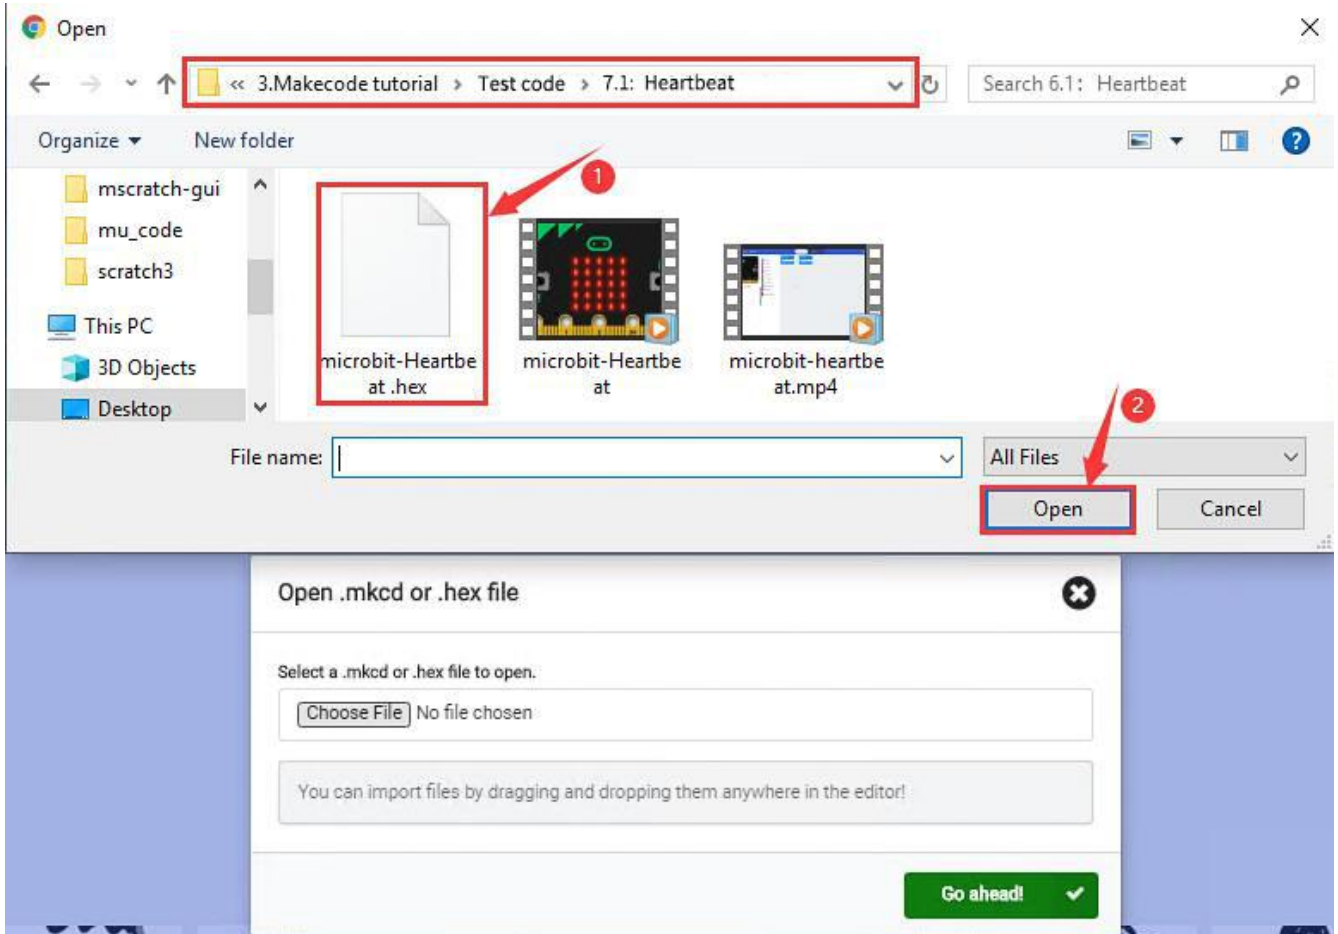 Open
« 3.Makecode tutorial › Test code › 7.1: Heartbeat
Search 6.1: Heartbeat
Organize
New folder
mscratch-gui
mu_code
scratch3
This PC
3D Objects
Desktop
1
microbit-Heartbe
at .hex
microbit-Heartbe
at
microbit-heartbe
at.mp4
2
File name:
All Files
Open
Cancel
Open .mkcd or .hex file
Select a .mkcd or .hex file to open.
Choose File No file chosen
You can import files by dragging and dropping them anywhere in the editor!
Go ahead!